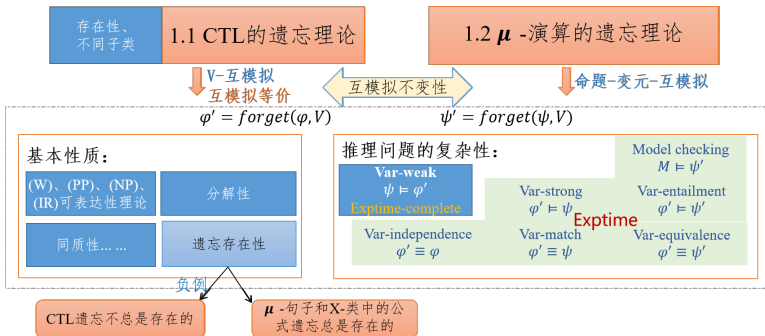 存在性、
不同子类
1.1 CTL的遗忘理论
1.2 μ -演算的遗忘理论
V-互模拟
互模拟等价
互模拟不变性
命题-变元-互模拟
φ′ = forget(φ, V)
ψ′ = forget(ψ, V)
基本性质：
(W)、(PP)、(NP)、
(IR)可表达性理论
分解性
同质性... ...
遗忘存在性
推理问题的复杂性：
Model checking
M ⊨ ψ′
Var-weak
ψ ⊨ φ′
Exptime-complete
Var-strong
φ′ ⊨ ψ
Var-entailment
φ′ ⊨ ψ′
Exptime
Var-independence
φ′ ≡ φ
Var-match
φ′ ≡ ψ
Var-equivalence
φ′ ≡ ψ′
负例
CTL遗忘不总是存在的
μ -句子和X-类中的公
式遗忘总是存在的